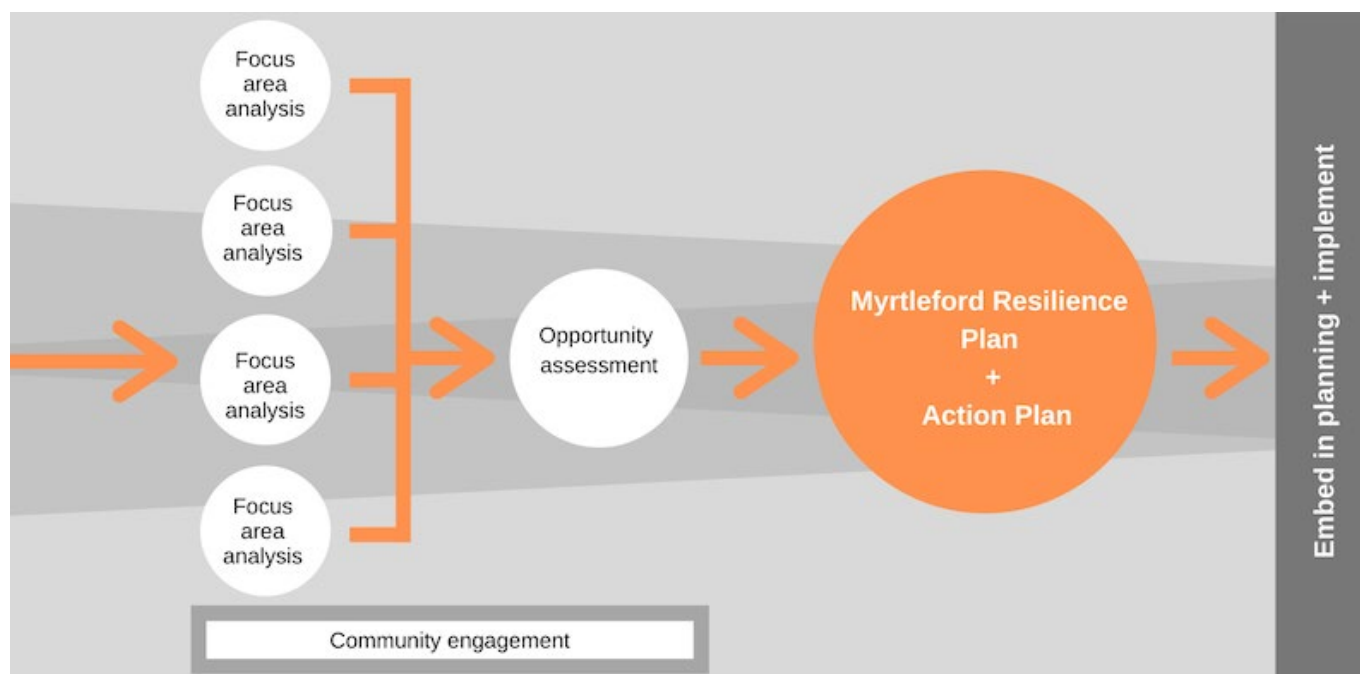 Focus
area
analysis
Focus
area
analysis
Focus
area
analysis
Focus
area
analysis
Opportunity
assessment
Myrtleford Resilience
Plan
+
Action Plan
Embed in planning + implement
Community engagement